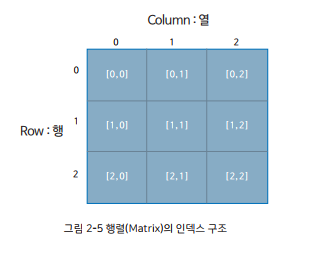 Column : 열
0 1 2
0 [0,0] [0,1] [0,2]
Row : 행 1 [1,0] [1,1] [1,2]
2 [2,0] [2,1] [2,2]
그림 2-5 행렬(Matrix)의 인덱스 구조